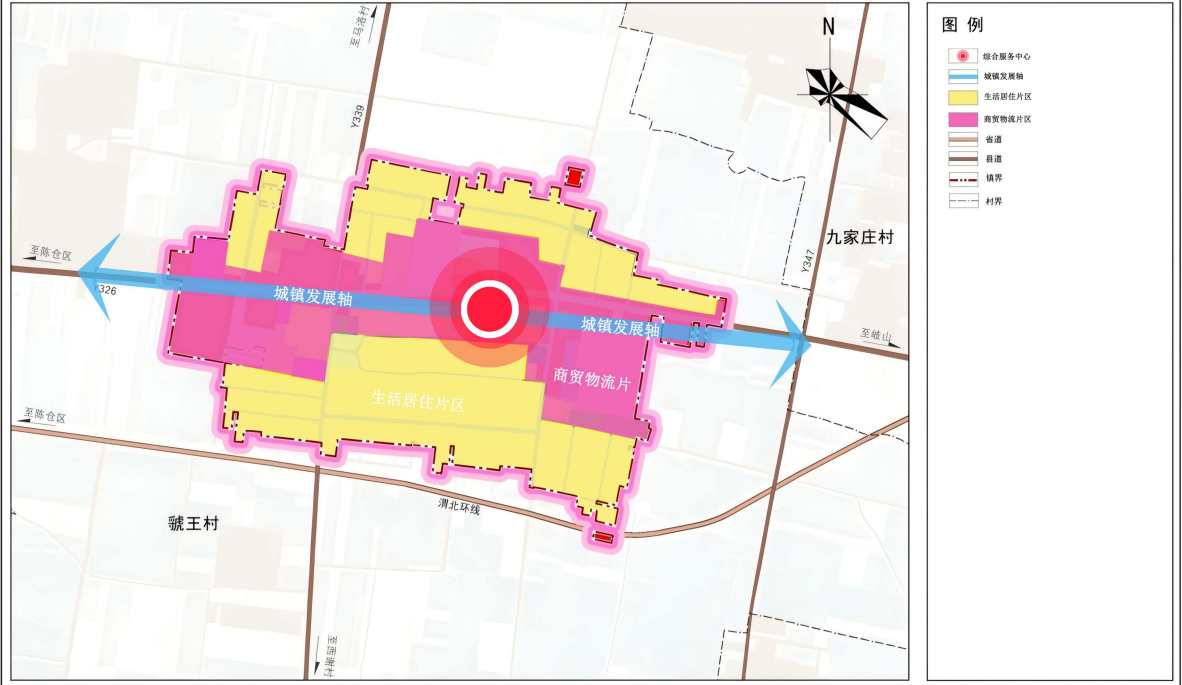 至马洛村
N
Y339
九家庄村
Y347
至陈仓区
Y326
城镇发展轴
城镇发展轴
至岐山
商贸物流片
生活居住片区
至陈仓区
渭北环线
虢王村
图 例
综合服务中心
城镇发展轴
生活居住片区
商贸物流片区
省道
县道
镇界
村界